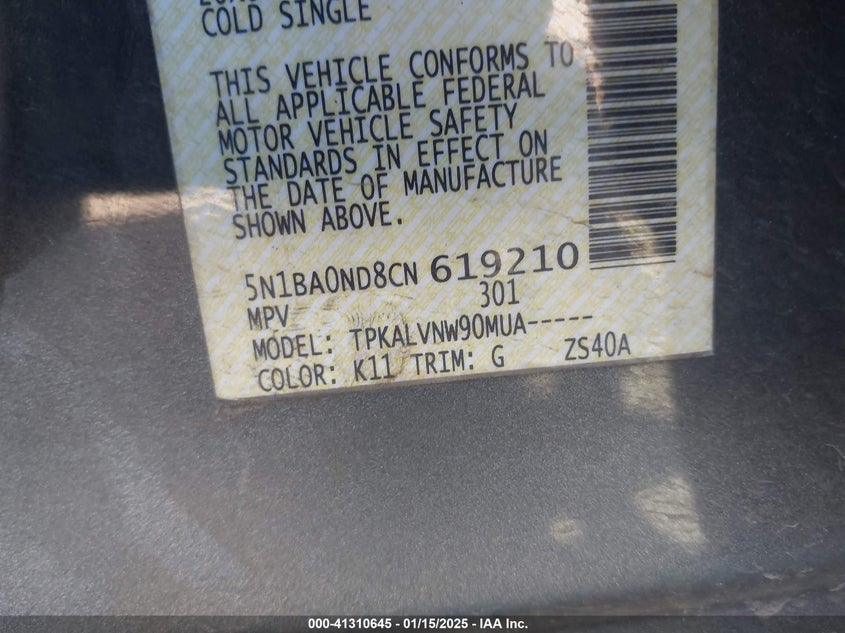 COLD SINGLE
THIS VEHICLE CONFORMS TO
ALL APPLICABLE FEDERAL
MOTOR VEHICLE SAFETY
STANDARDS IN EFFECT ON
THE DATE OF MANUFACTURE
SHOWN ABOVE.
5N1BA0ND8CN 619210
MPV 301
MODEL: TPKALVNW90MUA-----
COLOR: K11 TRIM: G ZS40A
000-41310645 - 01/15/2025 - IAA Inc.